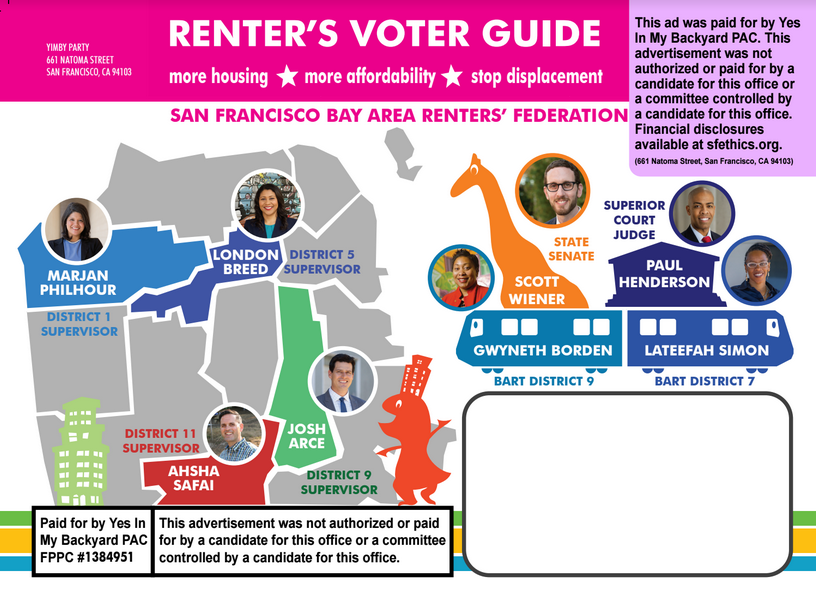 YIMBY PARTY
661 NATOMA STREET
SAN FRANCISCO, CA 94103
RENTER'S VOTER GUIDE
more housing ★ more affordability ★ stop displacement
SAN FRANCISCO BAY AREA RENTERS' FEDERATION
This ad was paid for by Yes
In My Backyard PAC. This
advertisement was not
authorized or paid for by a
candidate for this office or
a committee controlled by
a candidate for this office.
Financial disclosures
available at sfethics.org.
(661 Natoma Street, San Francisco, CA 94103)
MARJAN
PHILHOUR
DISTRICT 1
SUPERVISOR
LONDON
BREED
DISTRICT 5
SUPERVISOR
JOSH
ARCE
DISTRICT 9
SUPERVISOR
DISTRICT 11
SUPERVISOR
AHSHA
SAFAI
STATE
SENATE
SCOTT
WIENER
SUPERIOR
COURT
JUDGE
PAUL
HENDERSON
GWYNETH BORDEN
BART DISTRICT 9
LATEEFAH SIMON
BART DISTRICT 7
Paid for by Yes In
My Backyard PAC
FPPC #1384951
This advertisement was not authorized or paid
for by a candidate for this office or a committee
controlled by a candidate for this office.